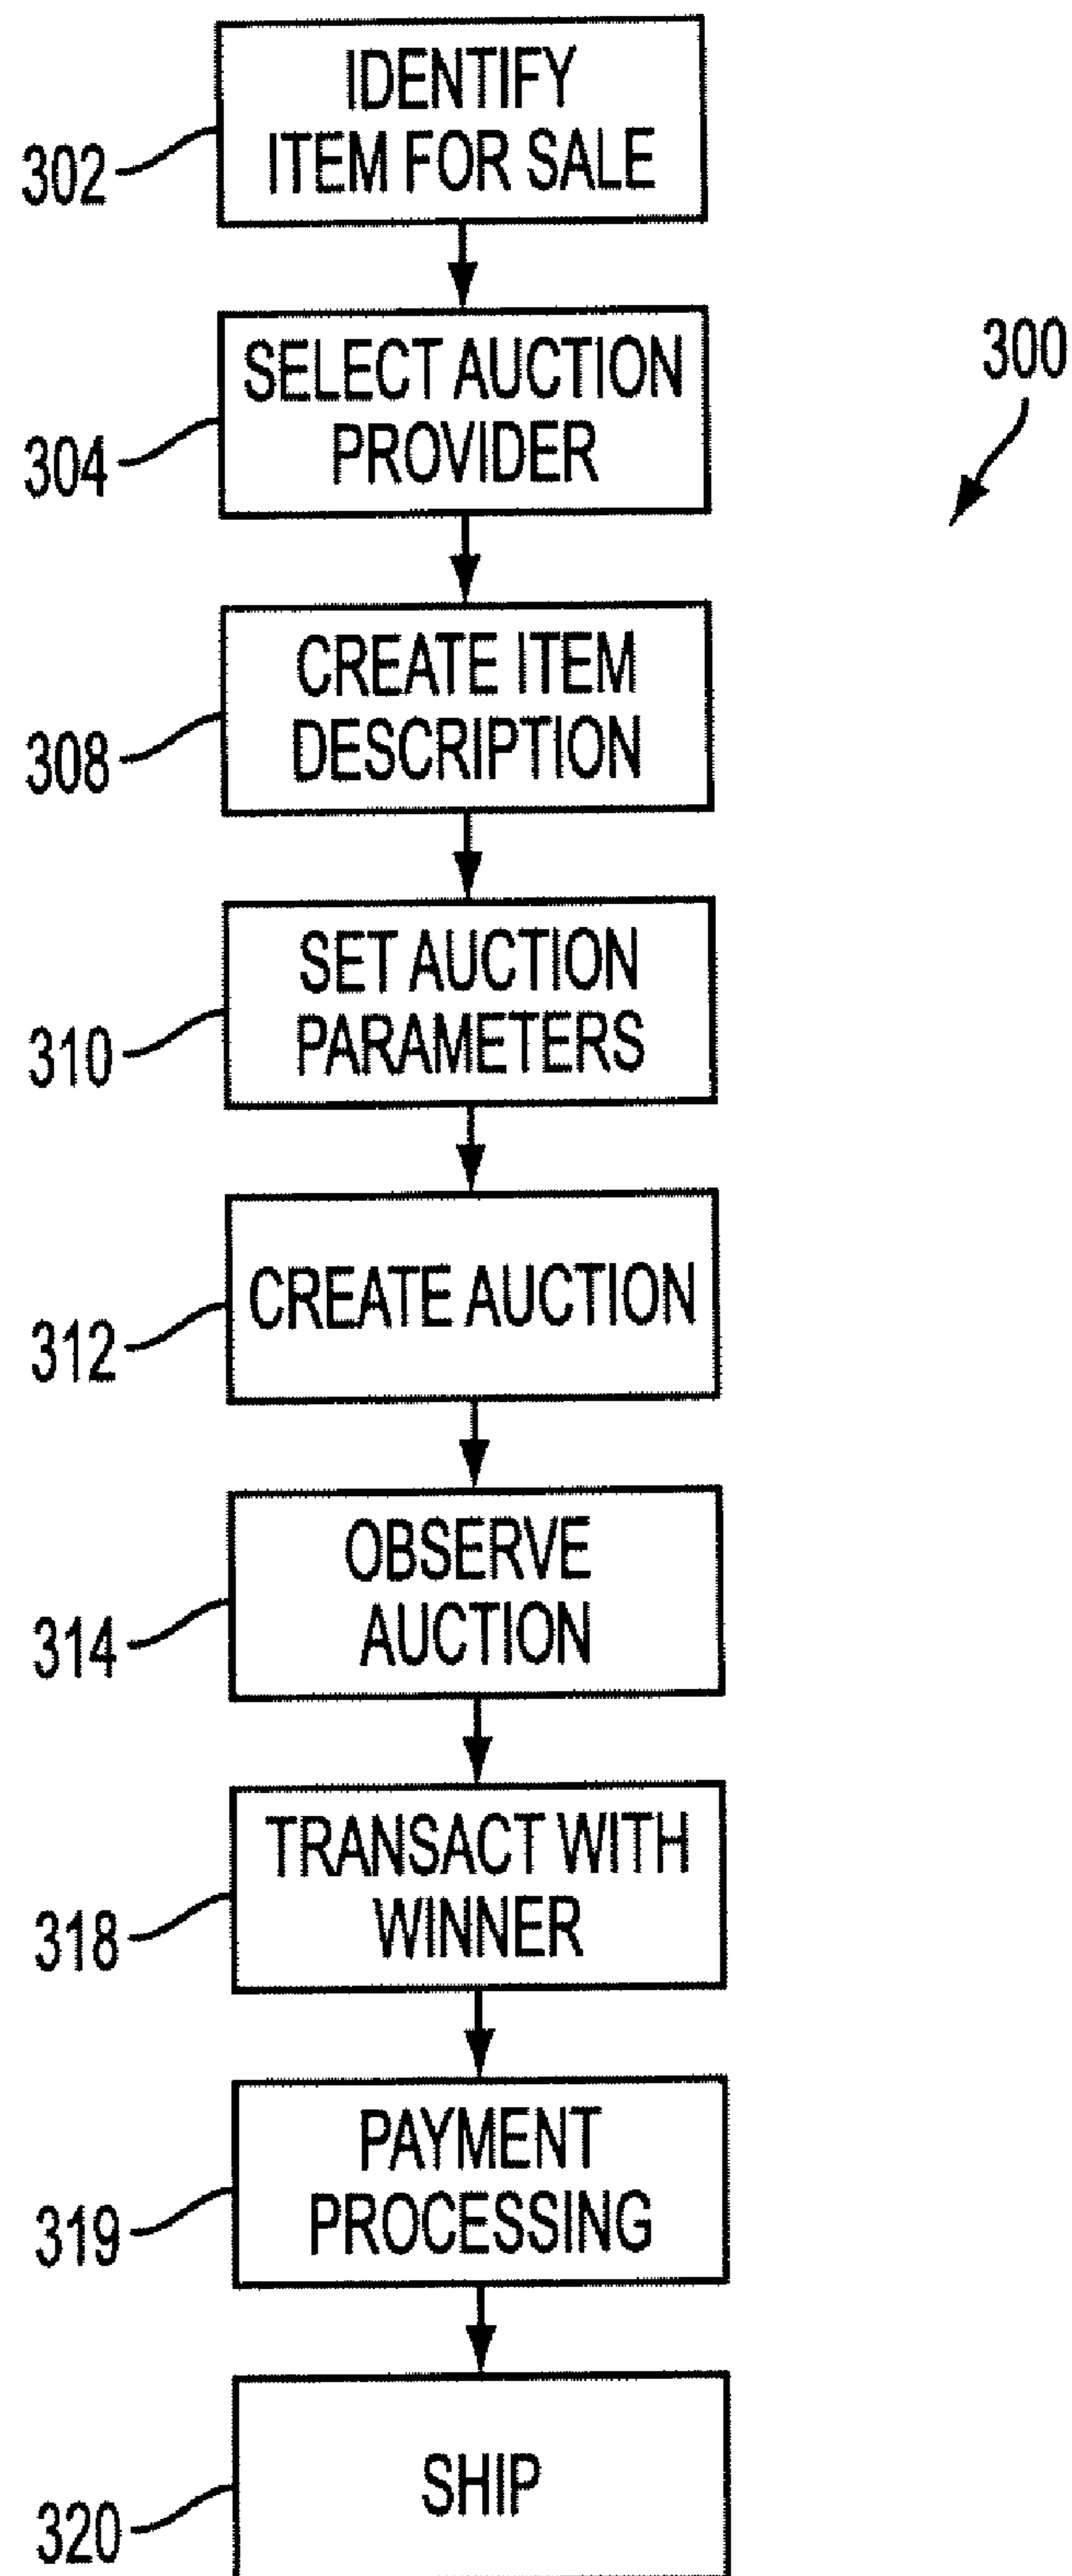 IDENTIFY
ITEM FOR SALE
302
SELECT AUCTION
PROVIDER
304
300
CREATE ITEM
DESCRIPTION
308
SET AUCTION
PARAMETERS
310
CREATE AUCTION
312
OBSERVE
AUCTION
314
TRANSACT WITH
WINNER
318
PAYMENT
PROCESSING
319
SHIP
320